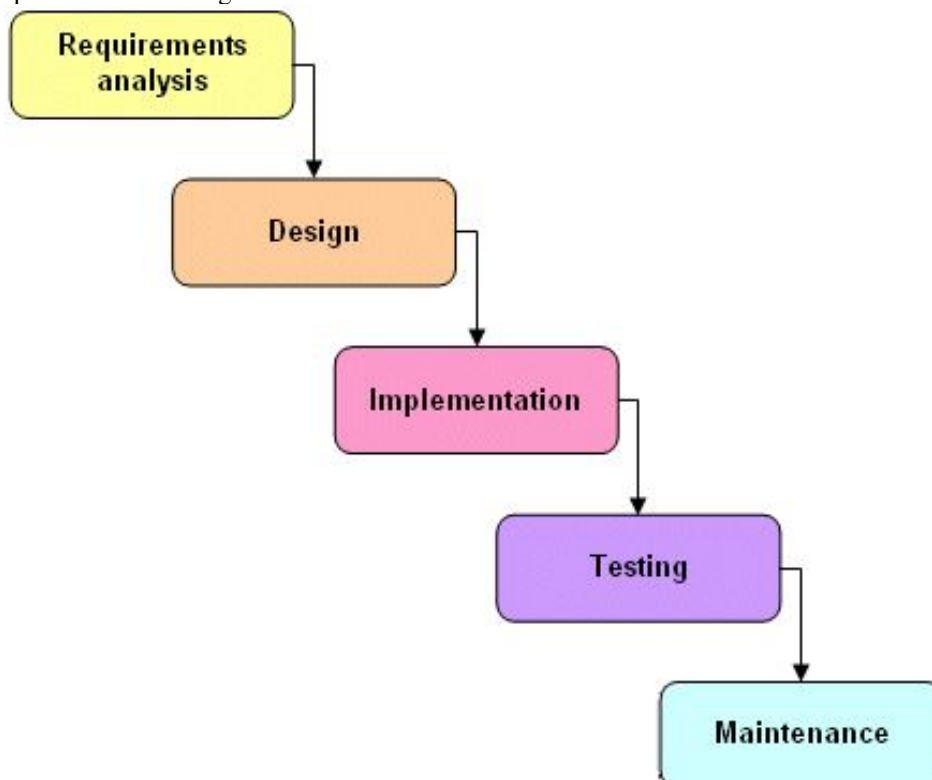 Requirements
analysis
Design
Implementation
Testing
Maintenance